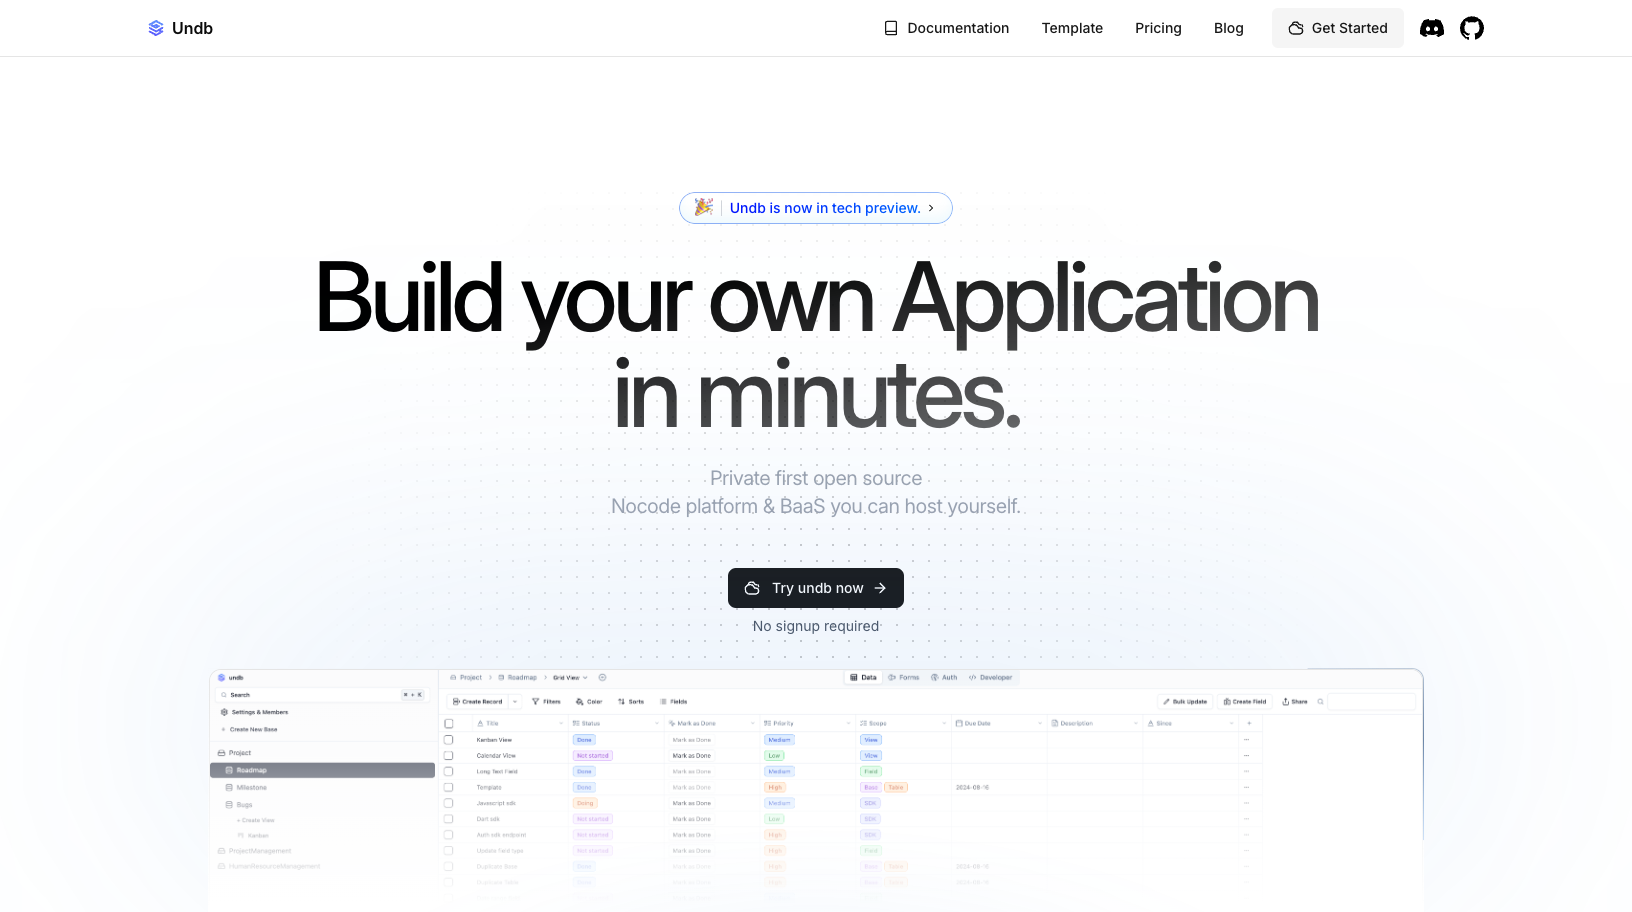 Undb
Documentation
Template
Pricing
Blog
Get Started
🎉 Undb is now in tech preview.
Build your own Application
in minutes.
Private first open source
Nocode platform & BaaS you can host yourself.
Try undb now
No signup required
undb
Project Roadmap Grid View
Data Forms Auth Developer
Search ⌘ + K
Create Record Filters Color Sorts Fields Bulk Update Create Field Share
Settings & Members
Create New Base
Title Status Mark as Done Priority Scope Due Date Description
Kanban View Done Mark as Done Medium View
Project
Calendar View Not started Mark as Done Low View
Roadmap
Long Text Field Done Mark as Done Medium Field
Milestone
Template Done Mark as Done High Base Table 2024-08-16
Bugs
Javascript sdk Doing Mark as Done Medium SDK
+ Create View
Dart sdk Not started Mark as Done Low SDK
Kanban
Auth sdk endpoint Not started Mark as Done High SDK
ProjectManagement
Update field type Not started Mark as Done High Field
HumanResourceManagement
Duplicate Base Done Mark as Done High Base Table 2024-08-16
Duplicate Table Done Mark as Done High Base Table 2024-08-16